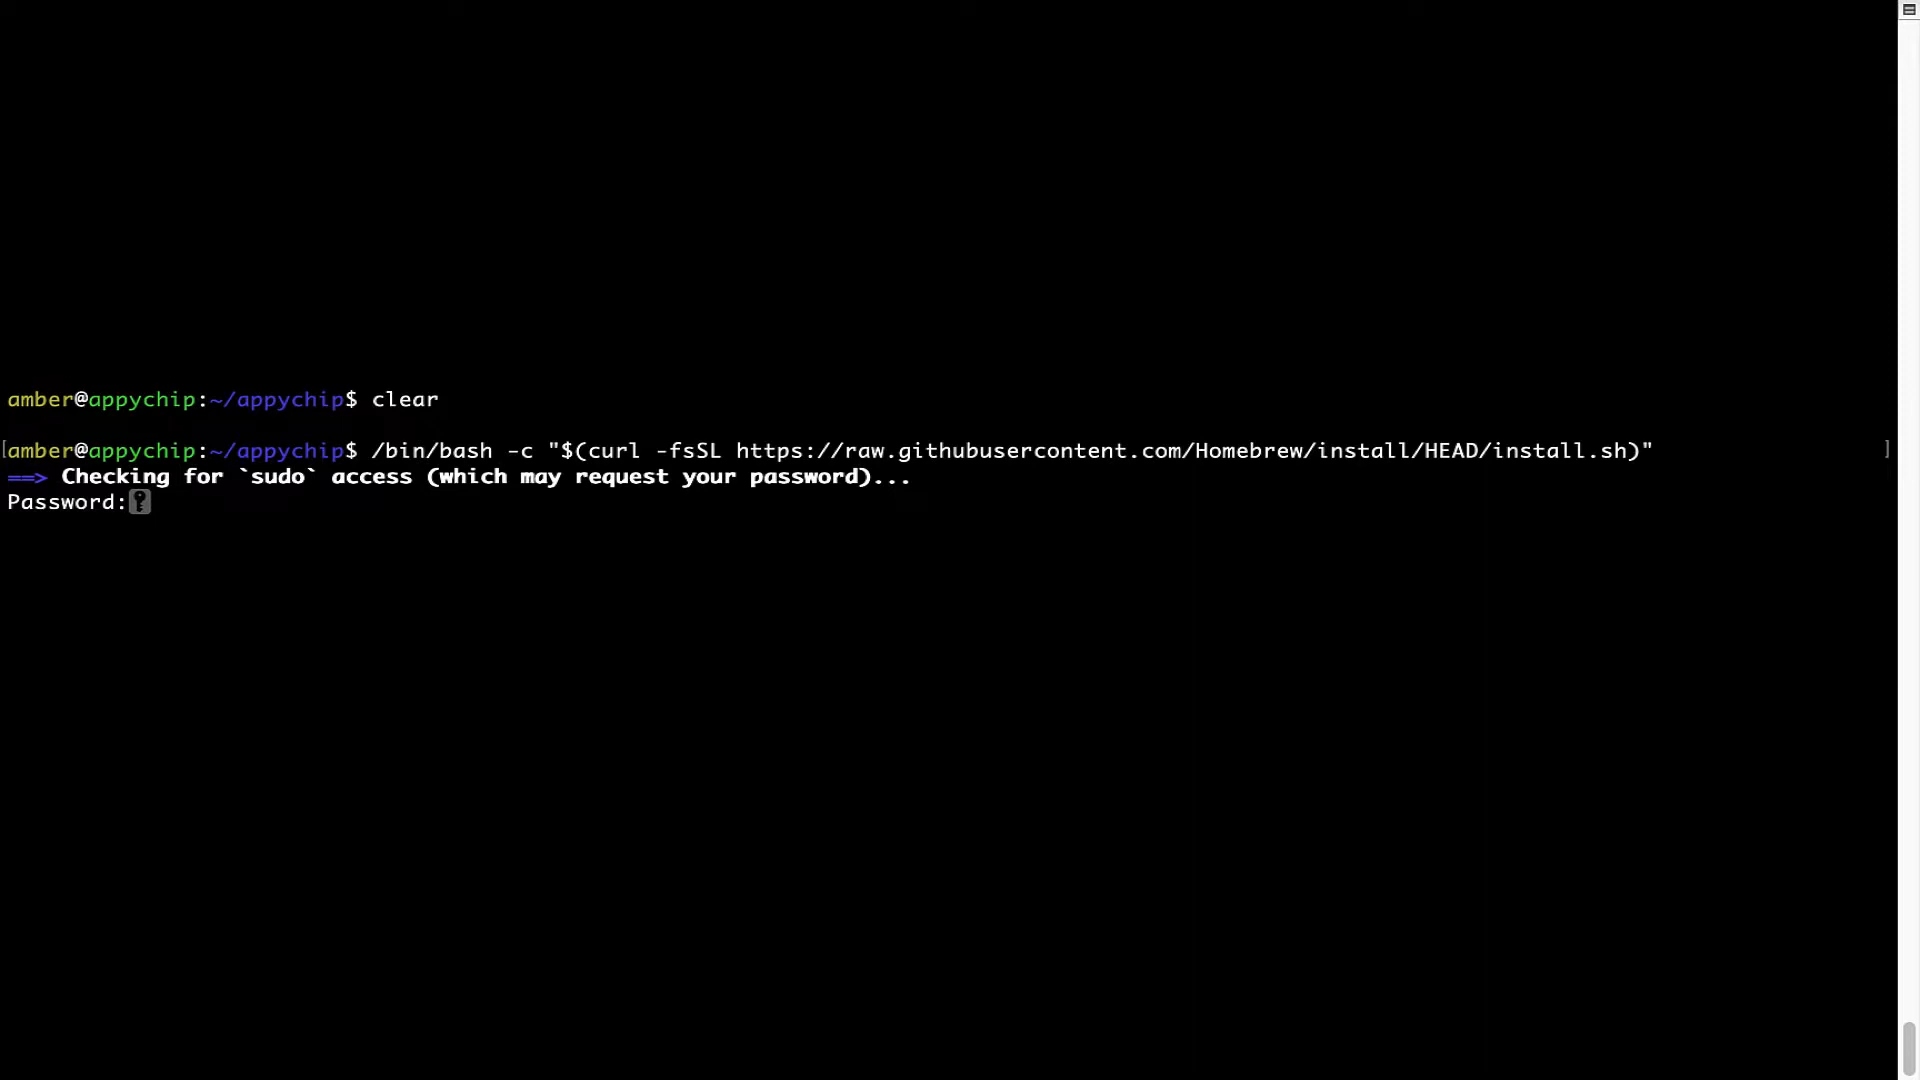 amber@appychip:~/appychip$ clear
[amber@appychip:~/appychip$ /bin/bash -c "$(curl -fsSL https://raw.githubusercontent.com/Homebrew/install/HEAD/install.sh)" ]
==> Checking for `sudo` access (which may request your password)...
Password: